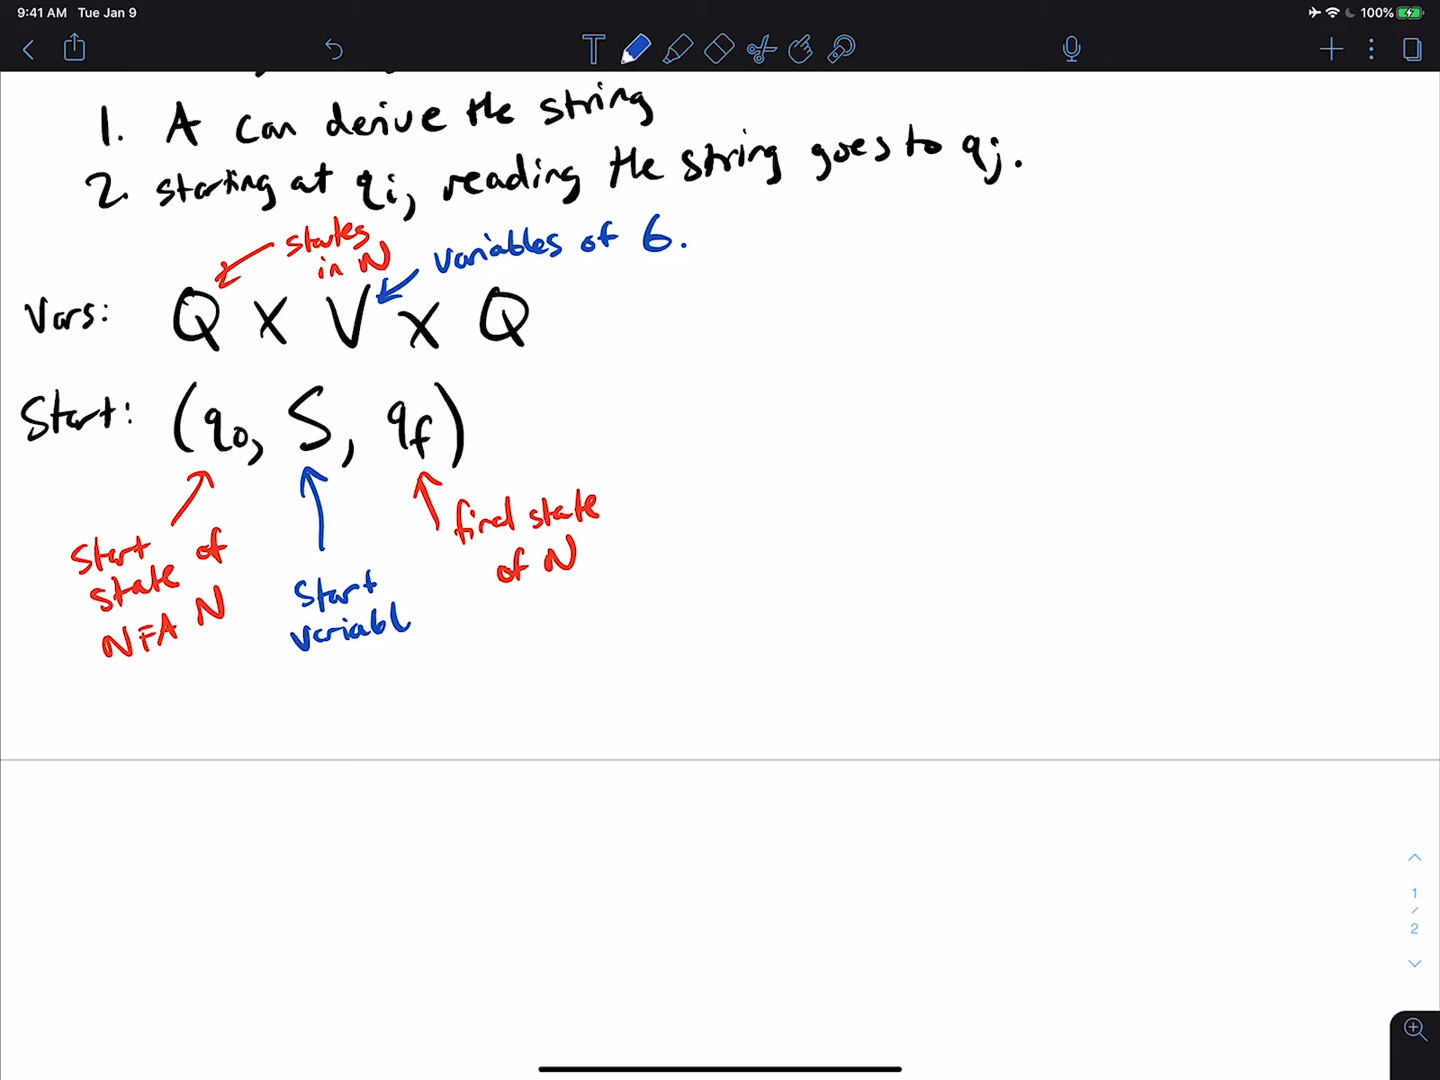 9:41 AM Tue Jan 9
100%
1. A can derive the string
2. starting at qi, reading the string goes to qj.
states
in N
variables of G.
Vars: Q X V X Q
Start: (q0, S, qf)
Start
state of
NFA N
Start
variabl
final state
of N
1
/
2